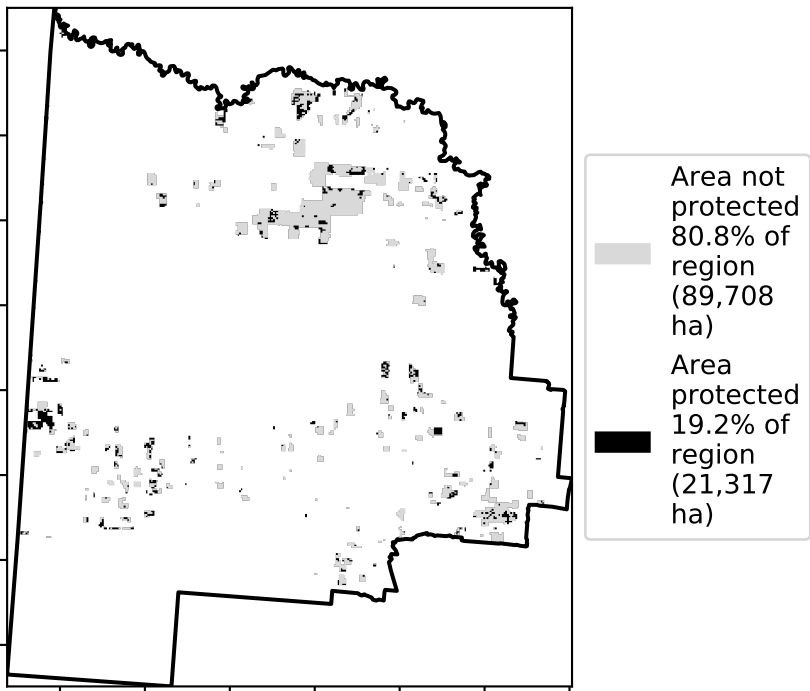 Area not
protected
80.8% of
region
(89,708
ha)
Area
protected
19.2% of
region
(21,317
ha)